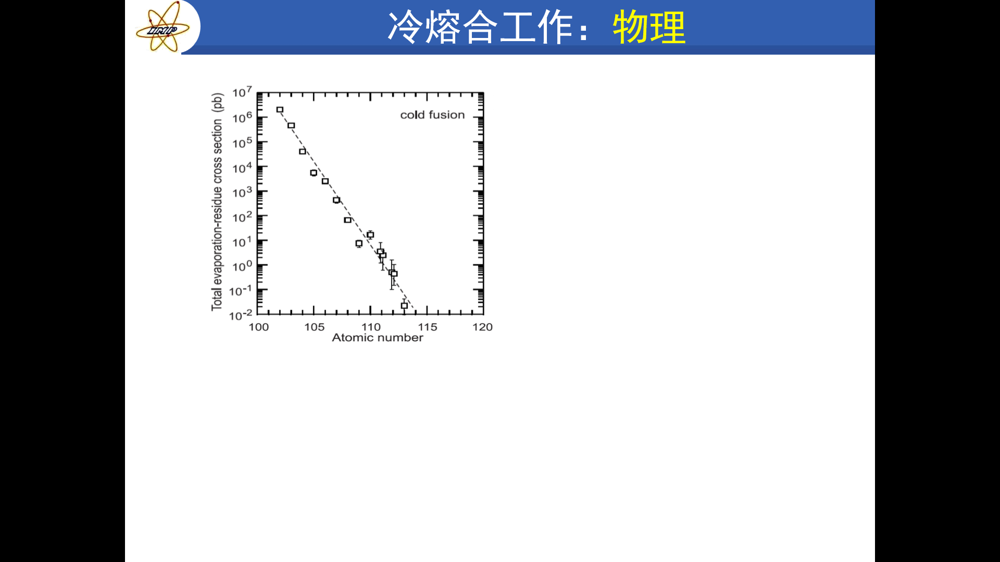 IMP
冷熔合工作：物理
Total evaporation-residue cross section (pb)
10^7
10^6
10^5
10^4
10^3
10^2
10^1
10^0
10^-1
10^-2
cold fusion
100 105 110 115 120
Atomic number